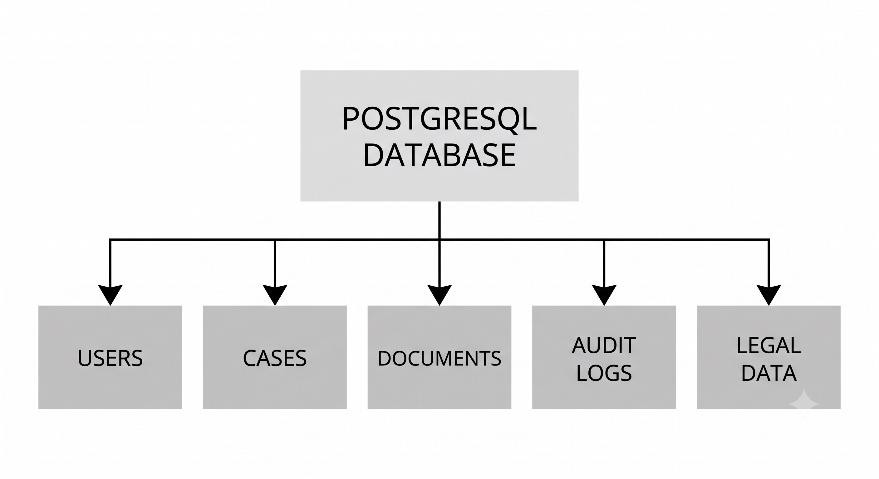 POSTGRESQL
DATABASE
USERS
CASES
DOCUMENTS
AUDIT
LOGS
LEGAL
DATA